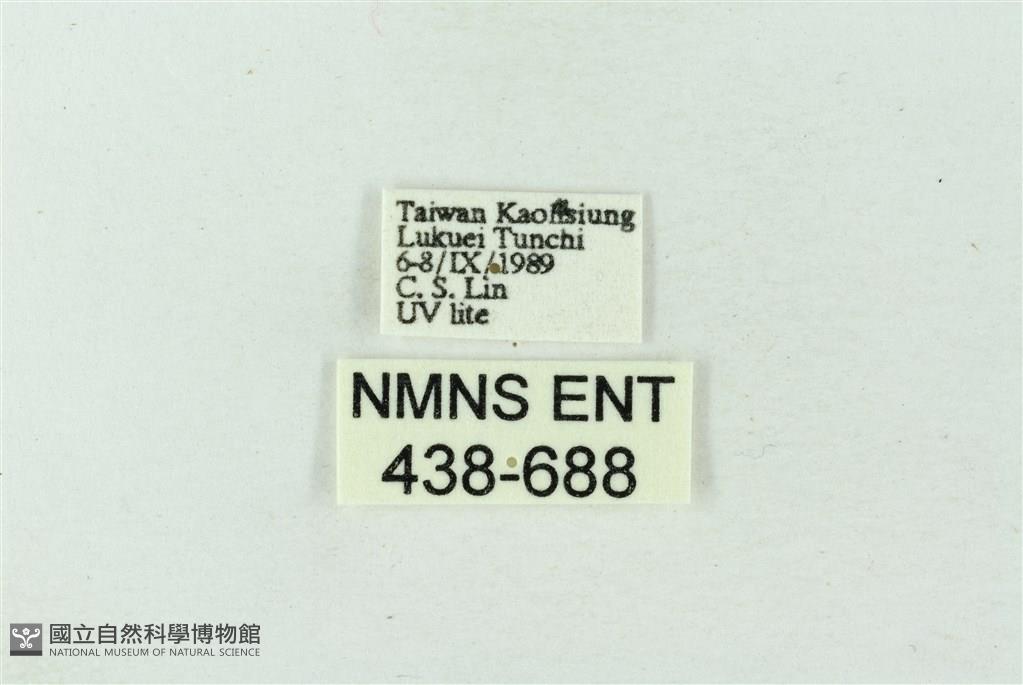 Taiwan Kaohsiung
Lukuei Tunchi
6-8/IX/1989
C. S. Lin
UV lite
NMNS ENT
438-688
國立自然科學博物館
NATIONAL MUSEUM OF NATURAL SCIENCE